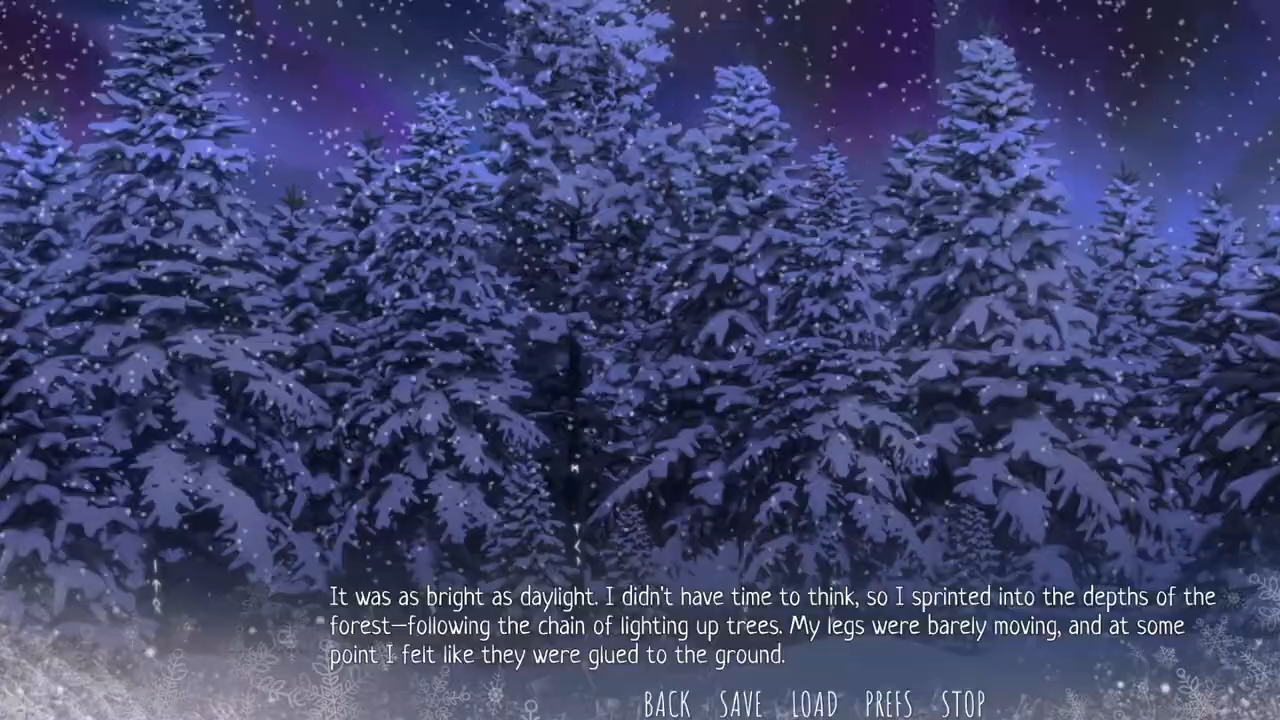 It was as bright as daylight. I didn't have time to think, so I sprinted into the depths of the
forest—following the chain of lighting up trees. My legs were barely moving, and at some
point I felt like they were glued to the ground.
BACK SAVE LOAD PREFS STOP